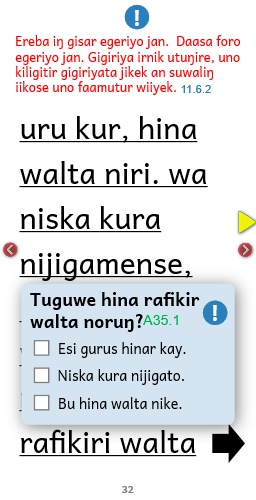 Ereba iŋ gisar egeriyo jan. Daasa foro
egeriyo jan. Gigiriya irnik utuŋire, uno
kiligitir gigiriyata jikek an suwaliŋ
iikose uno faamutur wiiyek. 11.6.2
uru kur, hina
walta niri. wa
niska kura
nijigamense,
Tuguwe hina rafikir
walta noruŋ? A35.1
Esi gurus hinar kay.
Niska kura nijigato.
Bu hina walta nike.
rafikiri walta
32